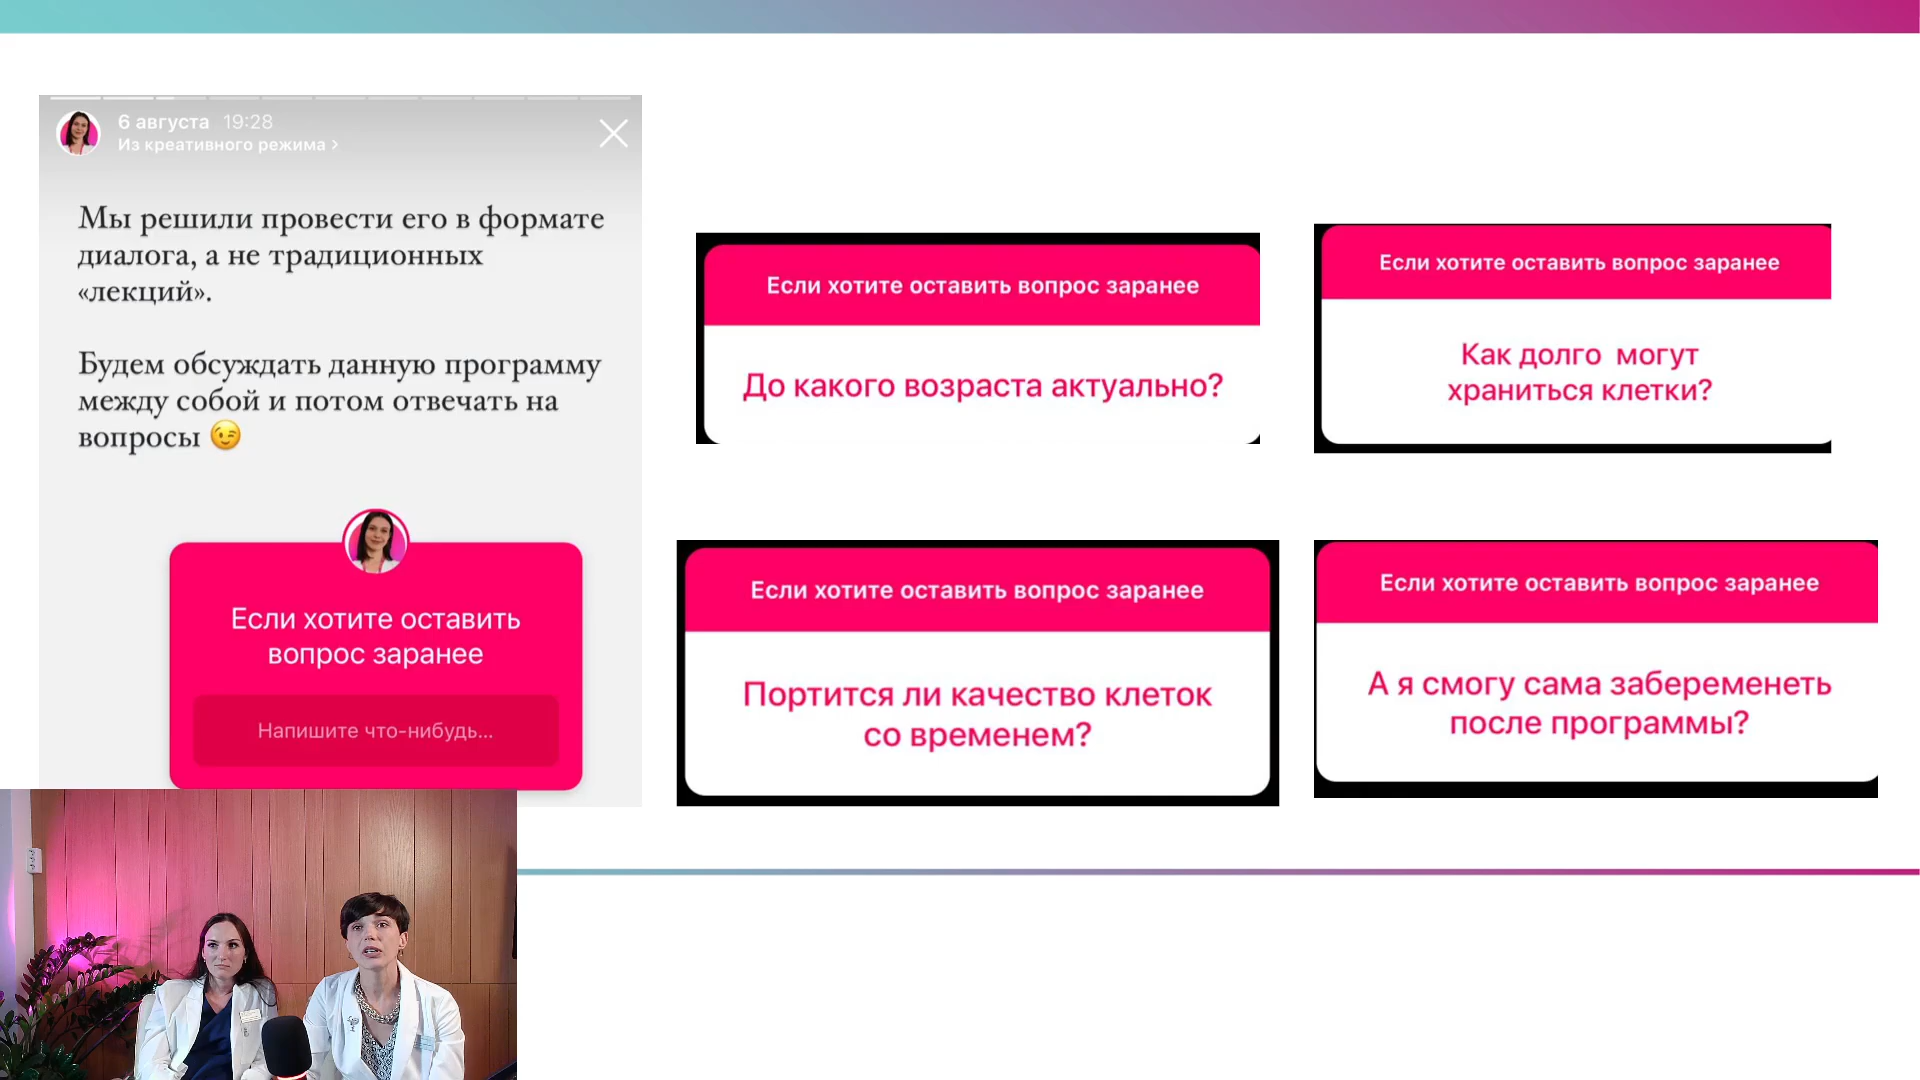 6 августа 19:28
Из креативного режима >
Мы решили провести его в формате
диалога, а не традиционных
«лекций».
Будем обсуждать данную программу
между собой и потом отвечать на
вопросы 😉
Если хотите оставить
вопрос заранее
Напишите что-нибудь...
Если хотите оставить вопрос заранее
До какого возраста актуально?
Если хотите оставить вопрос заранее
Как долго могут
храниться клетки?
Если хотите оставить вопрос заранее
Портится ли качество клеток
со временем?
Если хотите оставить вопрос заранее
А я смогу сама забеременеть
после программы?